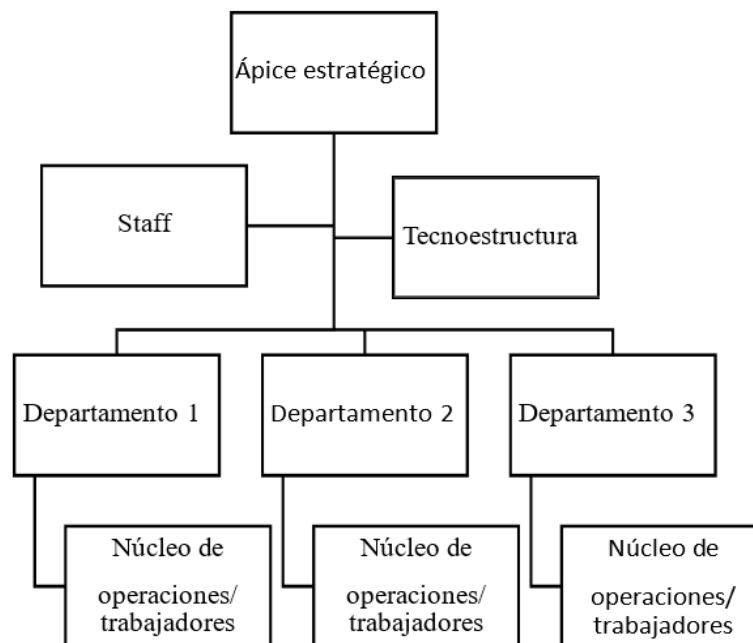 Ápice estratégico
Staff
Tecnoestructura
Departamento 1
Departamento 2
Departamento 3
Núcleo de
operaciones/
trabajadores
Núcleo de
operaciones/
trabajadores
Núcleo de
operaciones/
trabajadores